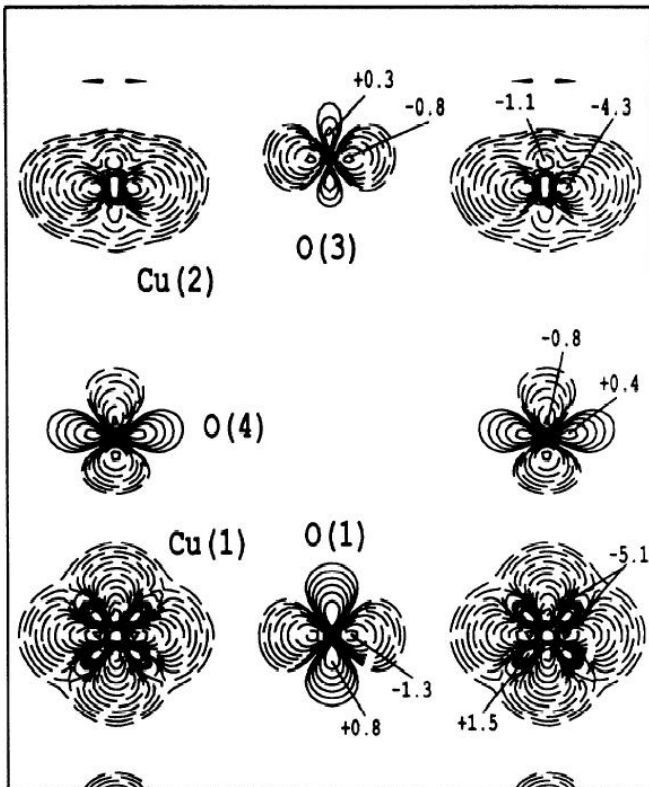 +0.3
-0.8
-1.1
-4.3
O(3)
Cu(2)
-0.8
+0.4
O(4)
Cu(1)
O(1)
-5.1
-1.3
+1.5
+0.8